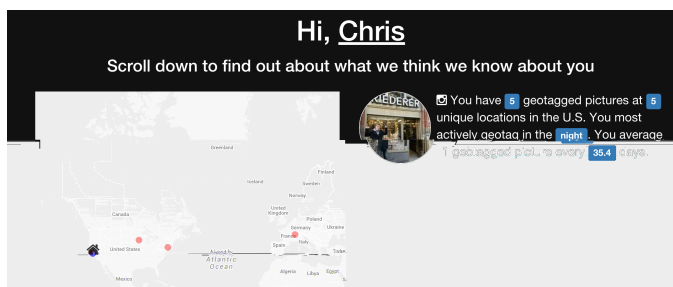 Hi, Chris
Scroll down to find out about what we think we know about you
EDERER
You have 5 geotagged pictures at 5
unique locations in the U.S. You most
actively geotag in the night. You average
1 geotagged picture every 35.4 days.
Greenland
Iceland
Finland
Sweden
Norway
United
Kingdom
Poland
Canada
Germany
Ukraine
France
Italy
Spain
United States
Atlantic
Ocean
Algeria
Libya
Egypt
Mexico